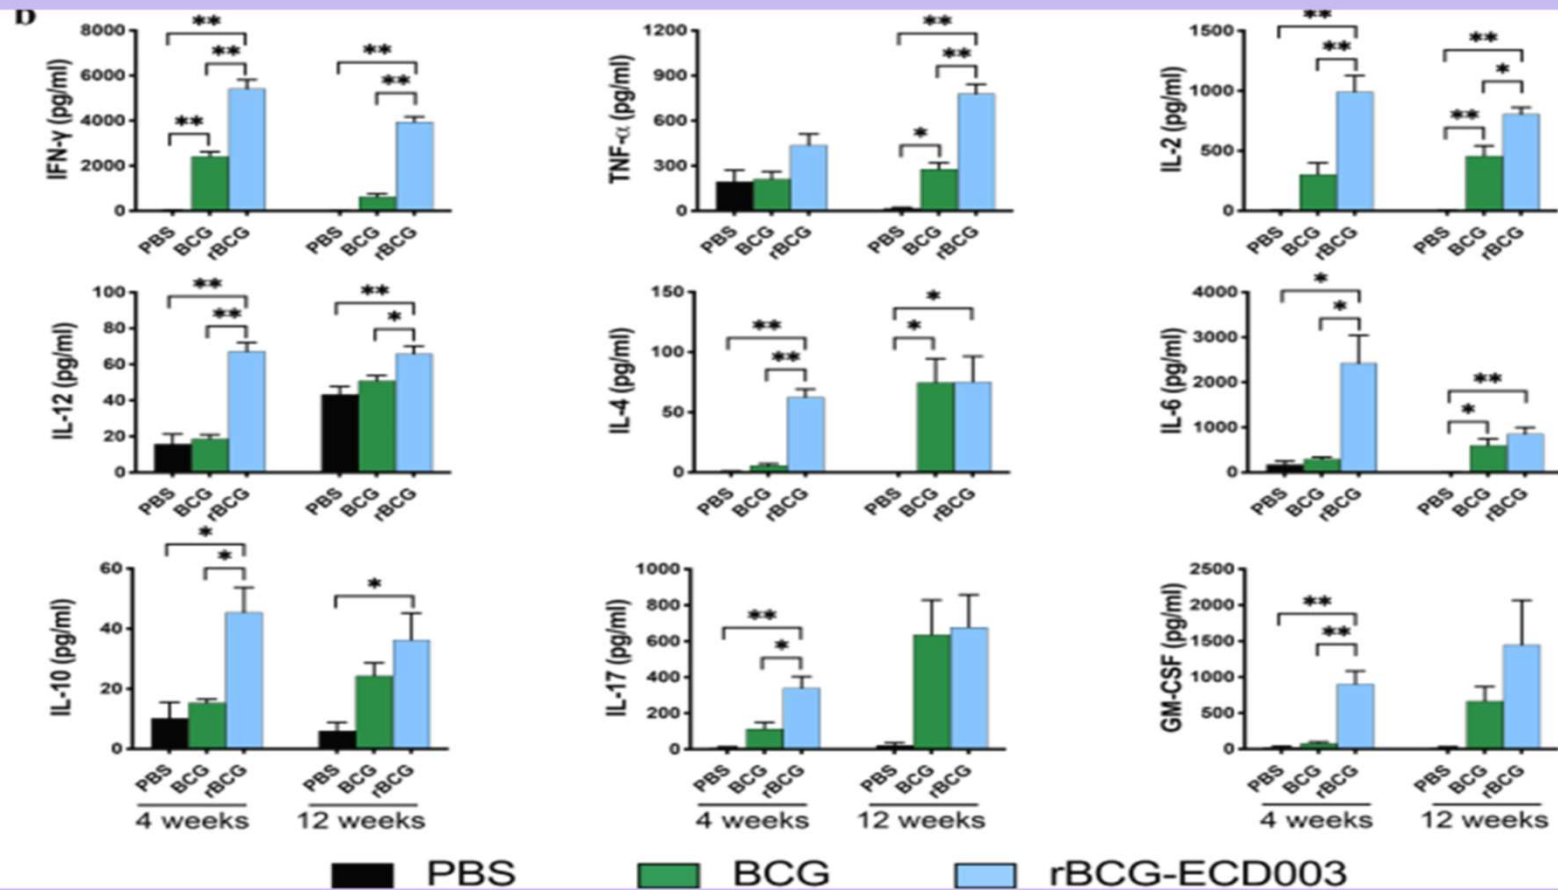 b
** ** ** ** **
8000
6000
4000
2000
0
IFN-γ (pg/ml)
PBS BCG rBCG PBS BCG rBCG
** ** *
1200
900
600
300
0
TNF-α (pg/ml)
PBS BCG rBCG PBS BCG rBCG
** ** ** * **
1500
1000
500
0
IL-2 (pg/ml)
PBS BCG rBCG PBS BCG rBCG
** ** ** *
100
80
60
40
20
0
IL-12 (pg/ml)
PBS BCG rBCG PBS BCG rBCG
** ** * *
150
100
50
0
IL-4 (pg/ml)
PBS BCG rBCG PBS BCG rBCG
* * ** *
4000
3000
2000
1000
0
IL-6 (pg/ml)
PBS BCG rBCG PBS BCG rBCG
* * *
60
40
20
0
IL-10 (pg/ml)
PBS BCG rBCG PBS BCG rBCG
4 weeks 12 weeks
** *
1000
800
600
400
200
0
IL-17 (pg/ml)
PBS BCG rBCG PBS BCG rBCG
4 weeks 12 weeks
** **
2500
2000
1500
1000
500
0
GM-CSF (pg/ml)
PBS BCG rBCG PBS BCG rBCG
4 weeks 12 weeks
PBS BCG rBCG-ECD003